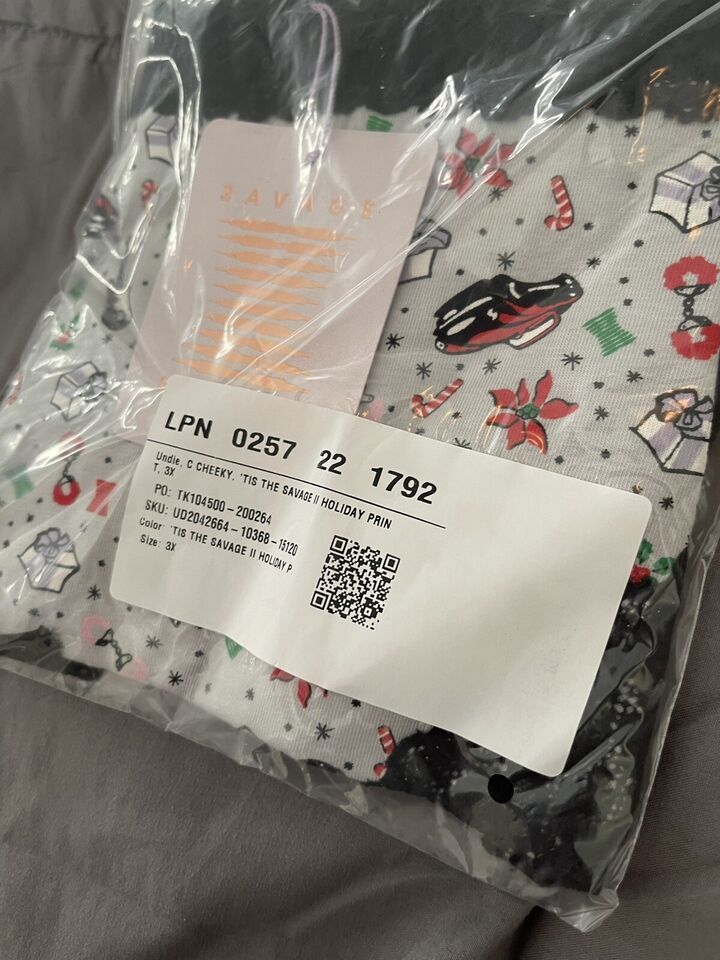 SAVAGE
LPN 0257 22 1792
Undie, C CHEEKY, 'TIS THE SAVAGE II HOLIDAY PRIN
T, 3X
PO: TK104500-200264
SKU: UD2042664-10368-15120
Color: 'TIS THE SAVAGE II HOLIDAY P
Size: 3X